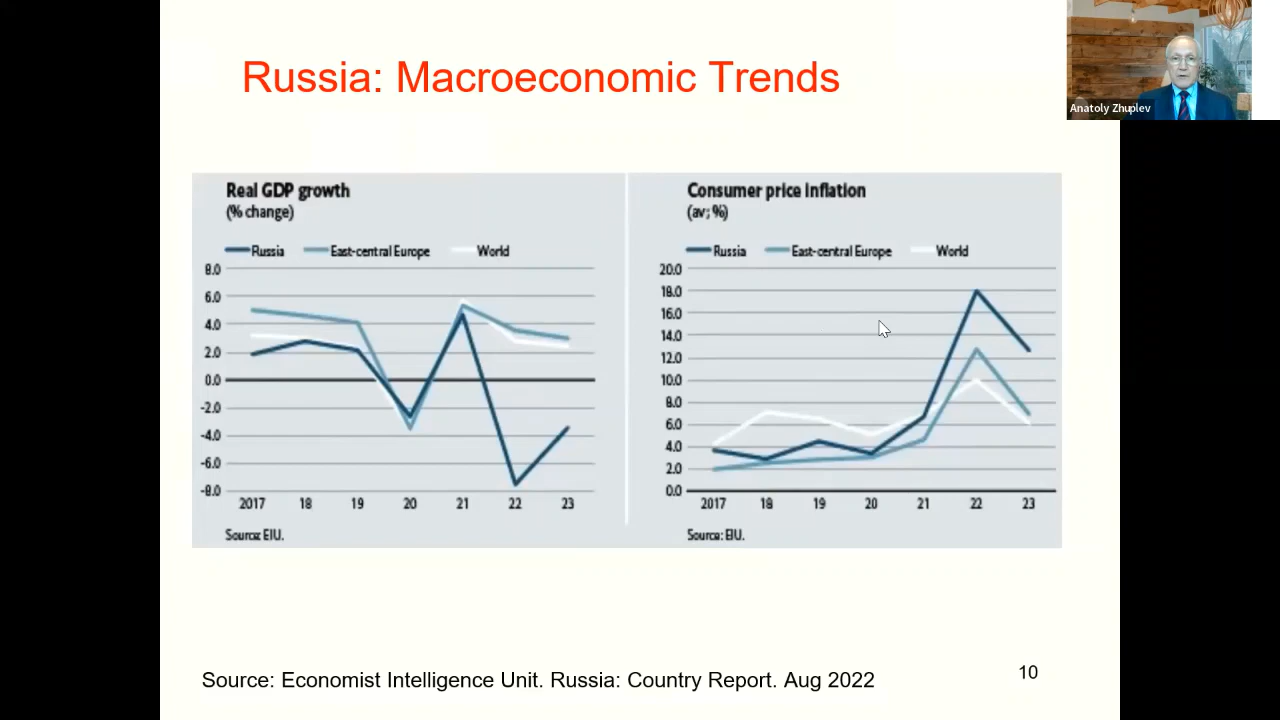 Russia: Macroeconomic Trends
Anatoly Zhuplev
Real GDP growth
(% change)
Russia East-central Europe World
8.0
6.0
4.0
2.0
0.0
-2.0
-4.0
-6.0
-8.0
2017 18 19 20 21 22 23
Source: EIU.
Consumer price inflation
(av; %)
Russia East-central Europe World
20.0
18.0
16.0
14.0
12.0
10.0
8.0
6.0
4.0
2.0
0.0
2017 18 19 20 21 22 23
Source: EIU.
Source: Economist Intelligence Unit. Russia: Country Report. Aug 2022
10